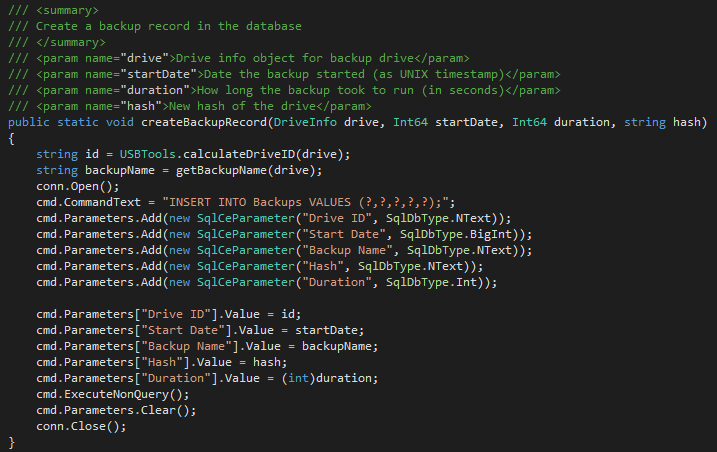 /// <summary>
/// Create a backup record in the database
/// </summary>
/// <param name="drive">Drive info object for backup drive</param>
/// <param name="startDate">Date the backup started (as UNIX timestamp)</param>
/// <param name="duration">How long the backup took to run (in seconds)</param>
/// <param name="hash">New hash of the drive</param>
public static void createBackupRecord(DriveInfo drive, Int64 startDate, Int64 duration, string hash)
{
    string id = USBTools.calculateDriveID(drive);
    string backupName = getBackupName(drive);
    conn.Open();
    cmd.CommandText = "INSERT INTO Backups VALUES (?,?,?,?,?);";
    cmd.Parameters.Add(new SqlCeParameter("Drive ID", SqlDbType.NText));
    cmd.Parameters.Add(new SqlCeParameter("Start Date", SqlDbType.BigInt));
    cmd.Parameters.Add(new SqlCeParameter("Backup Name", SqlDbType.NText));
    cmd.Parameters.Add(new SqlCeParameter("Hash", SqlDbType.NText));
    cmd.Parameters.Add(new SqlCeParameter("Duration", SqlDbType.Int));

    cmd.Parameters["Drive ID"].Value = id;
    cmd.Parameters["Start Date"].Value = startDate;
    cmd.Parameters["Backup Name"].Value = backupName;
    cmd.Parameters["Hash"].Value = hash;
    cmd.Parameters["Duration"].Value = (int)duration;
    cmd.ExecuteNonQuery();
    cmd.Parameters.Clear();
    conn.Close();
}